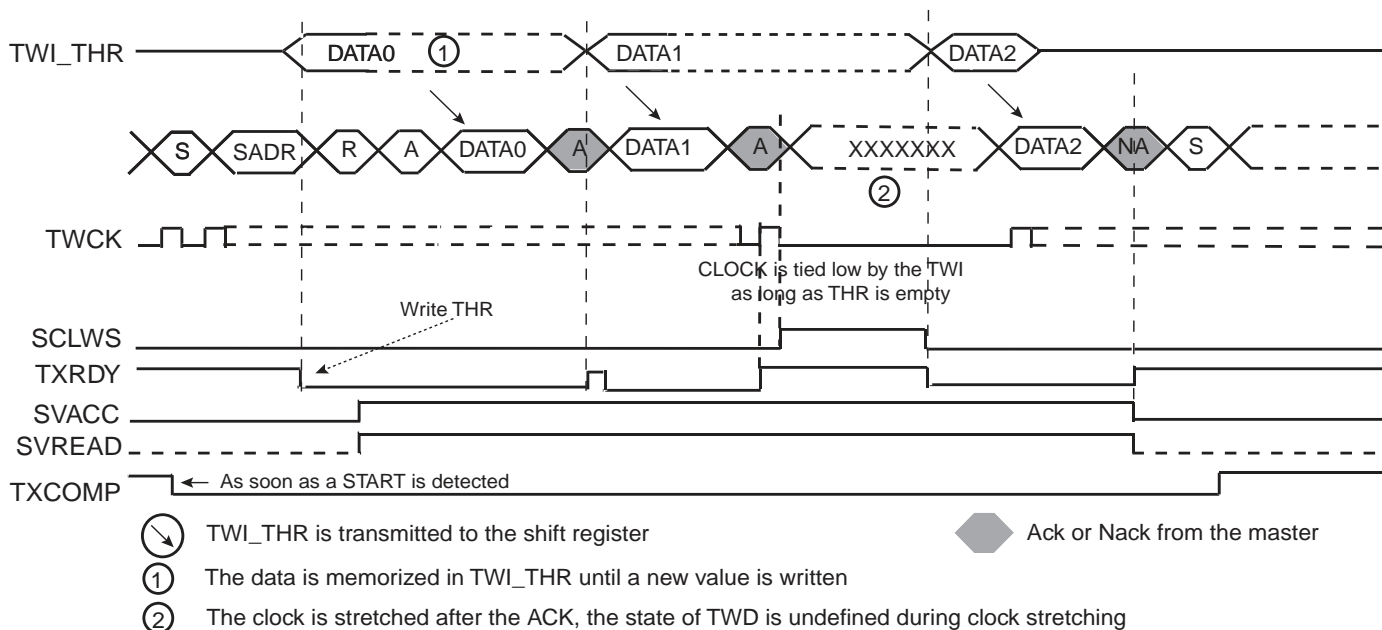 TWI_THR DATA0 1 DATA1 DATA2
S SADR R A DATA0 A DATA1 A XXXXXXX DATA2 NA S
2
TWCK
CLOCK is tied low by the TWI
as long as THR is empty
Write THR
SCLWS
TXRDY
SVACC
SVREAD
As soon as a START is detected
TXCOMP
TWI_THR is transmitted to the shift register Ack or Nack from the master
1 The data is memorized in TWI_THR until a new value is written
2 The clock is stretched after the ACK, the state of TWD is undefined during clock stretching